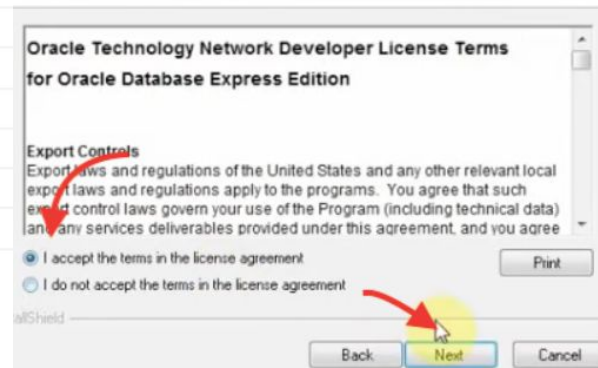 Oracle Technology Network Developer License Terms
for Oracle Database Express Edition
Export Controls
Export laws and regulations of the United States and any other relevant local
export laws and regulations apply to the programs. You agree that such
export control laws govern your use of the Program (including technical data)
and any services deliverables provided under this agreement, and you agree
I accept the terms in the license agreement
Print
I do not accept the terms in the license agreement
allShield
Back Next Cancel